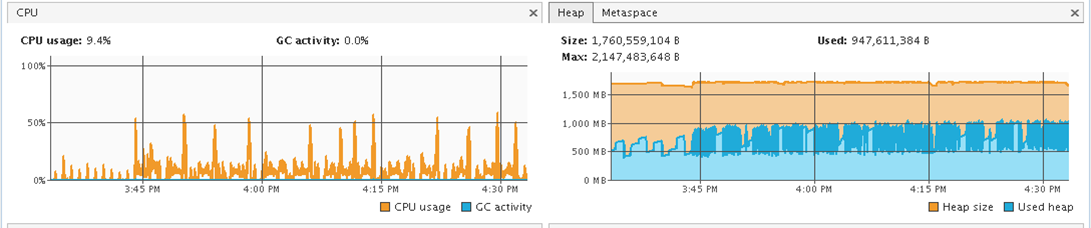 CPU
CPU usage: 9.4% GC activity: 0.0%
100%
50%
0%
3:45 PM 4:00 PM 4:15 PM 4:30 PM
CPU usage GC activity
Heap Metaspace
Size: 1,760,559,104 B Used: 947,611,384 B
Max: 2,147,483,648 B
1,500 MB
1,000 MB
500 MB
0 MB
3:45 PM 4:00 PM 4:15 PM 4:30 PM
Heap size Used heap